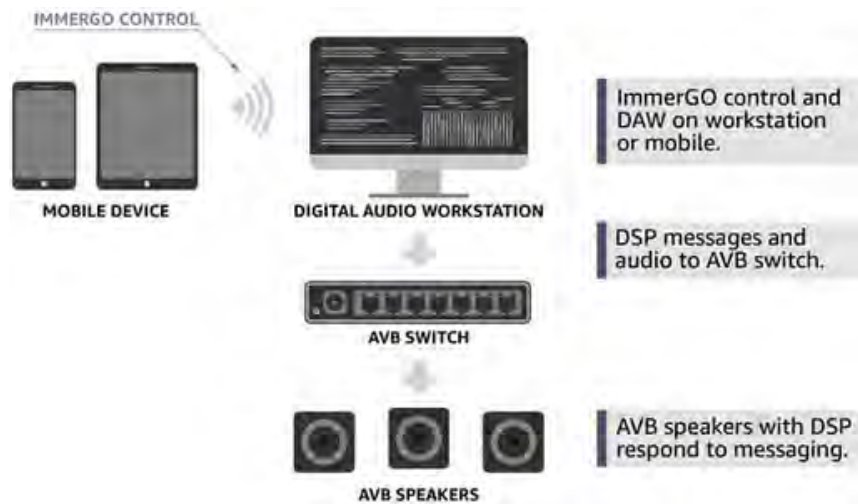 IMMERGO CONTROL
ImmerGO control and
DAW on workstation
or mobile.
MOBILE DEVICE
DIGITAL AUDIO WORKSTATION
DSP messages and
audio to AVB switch.
AVB SWITCH
AVB speakers with DSP
respond to messaging.
AVB SPEAKERS